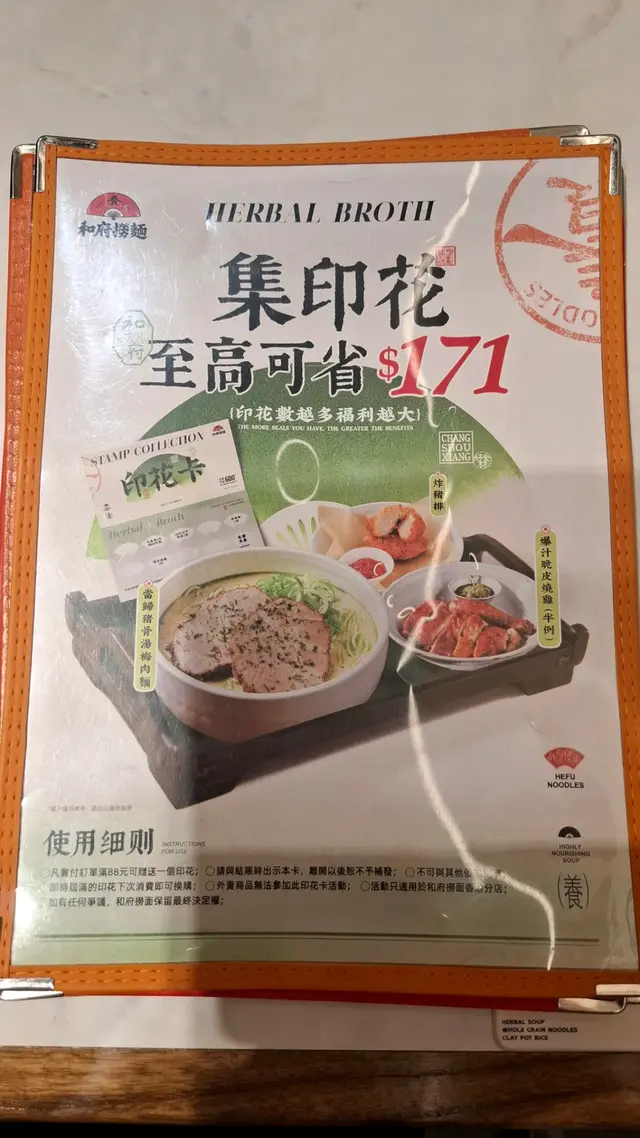 和府撈麵
HERBAL BROTH
集印花
至高可省$171
{印花數越多福利越大}
THE MORE SEALS YOU HAVE, THE GREATER THE BENEFITS
STAMP COLLECTION
印花卡
Herbal Broth
CHANG
SHOU
XIANG
炸豬排
爆汁脆皮燒雞(半例)
當歸豬骨湯梅肉麵
HEFU
NOODLES
使用细则
INSTRUCTIONS
FOR USE
HIGHLY
NOURISHING
SOUP
(養)
○凡實付訂單滿88元可贈送一個印花; ○請與結賬時出示本卡,離開以後恕不予補發; ○不可與其他
即時屆滿的印花下次消費即可換購; ○外賣商品無法參加此印花卡活動; ○活動只適用於和府撈面香港分店;
如有任何爭議,和府撈面保留最終決定權;
HERBAL SOUP
WHOLE GRAIN NOODLES
CLAY POT RICE